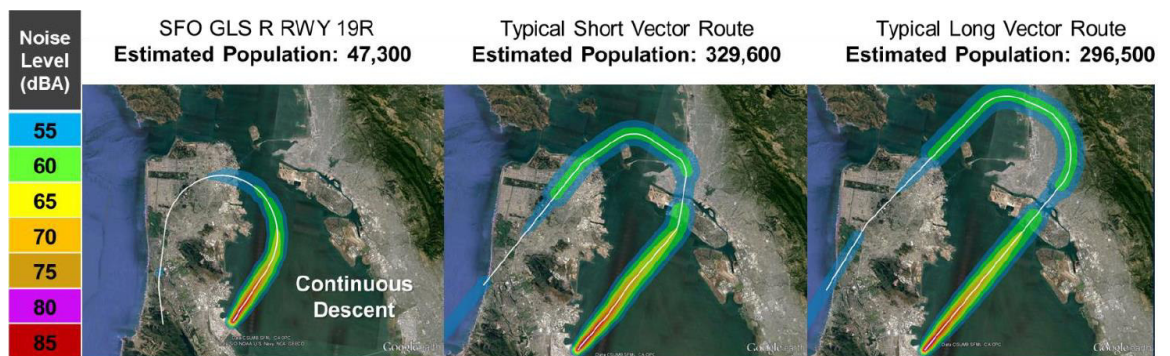 Noise
Level
(dBA)
55
60
65
70
75
80
85
SFO GLS R RWY 19R
Estimated Population: 47,300
Continuous
Descent
Typical Short Vector Route
Estimated Population: 329,600
Google earth
Typical Long Vector Route
Estimated Population: 296,500
Google earth